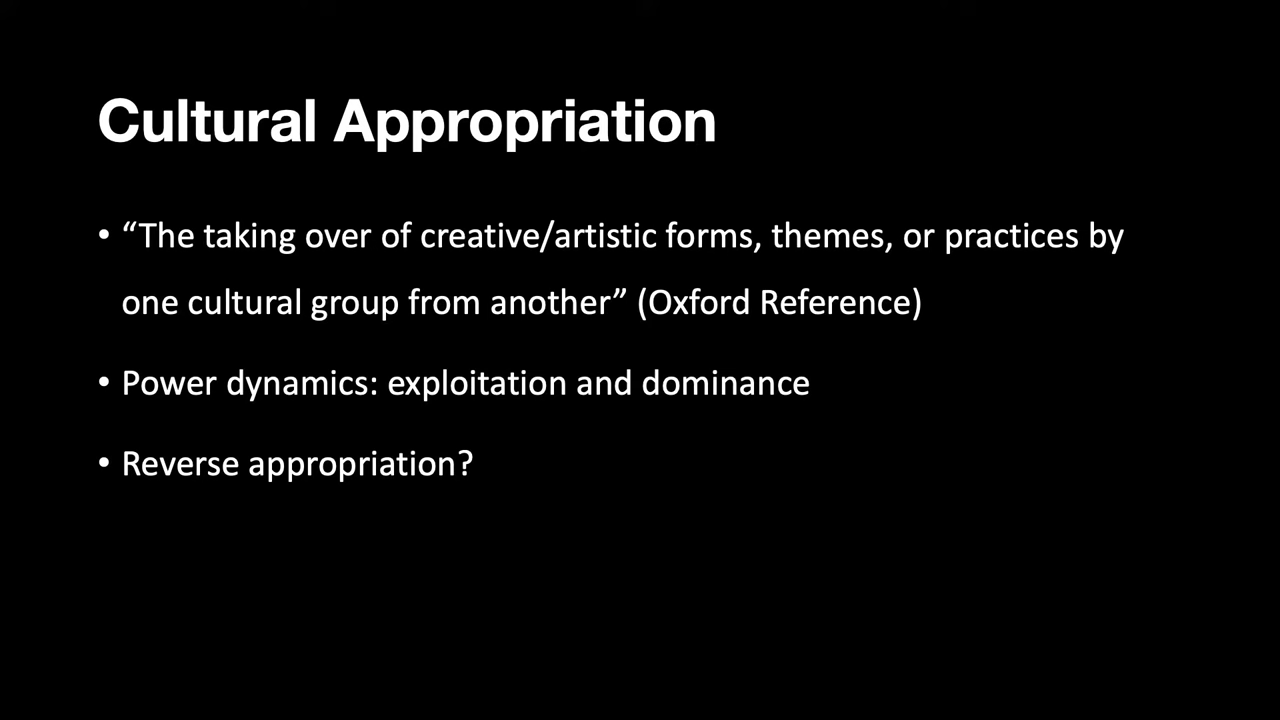 Cultural Appropriation
• “The taking over of creative/artistic forms, themes, or practices by
one cultural group from another” (Oxford Reference)
• Power dynamics: exploitation and dominance
• Reverse appropriation?